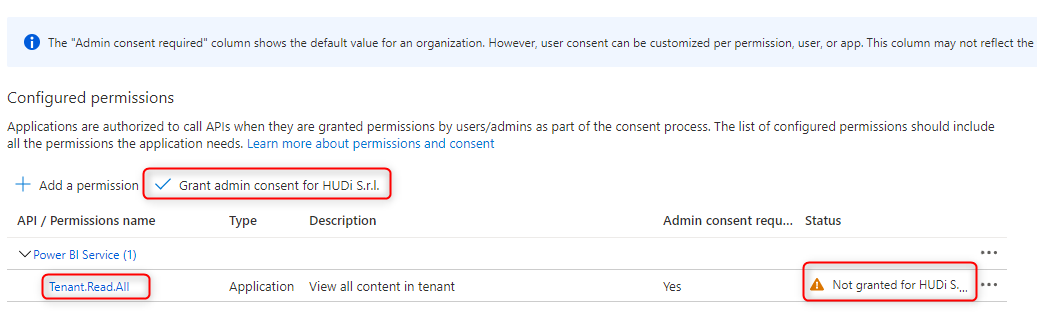 The "Admin consent required" column shows the default value for an organization. However, user consent can be customized per permission, user, or app. This column may not reflect the
Configured permissions
Applications are authorized to call APIs when they are granted permissions by users/admins as part of the consent process. The list of configured permissions should include
all the permissions the application needs. Learn more about permissions and consent
Add a permission Grant admin consent for HUDi S.r.l.
API / Permissions name Type Description Admin consent requ... Status
Power BI Service (1) ...
Tenant.Read.All Application View all content in tenant Yes Not granted for HUDi S.... ...